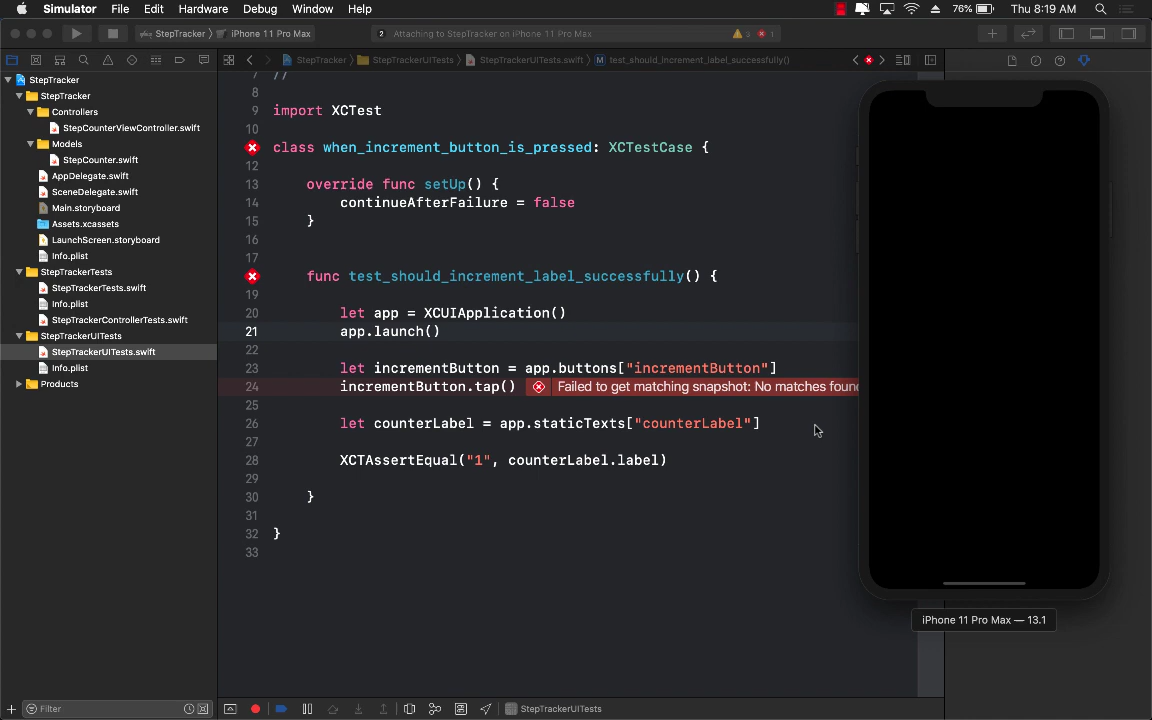 Simulator File Edit Hardware Debug Window Help 76% Thu 8:19 AM
StepTracker iPhone 11 Pro Max 2 Attaching to StepTracker on iPhone 11 Pro Max 5 1
StepTracker StepTrackerUITests StepTrackerUITests.swift M test_should_increment_label_successfully()
StepTracker
StepTracker
Controllers
StepCounterViewController.swift
Models
StepCounter.swift
AppDelegate.swift
SceneDelegate.swift
Main.storyboard
Assets.xcassets
LaunchScreen.storyboard
Info.plist
StepTrackerTests
StepTrackerTests.swift
Info.plist
StepTrackerControllerTests.swift
StepTrackerUITests
StepTrackerUITests.swift
Info.plist
Products
Filter
7 //
8
9 import XCTest
10
class when_increment_button_is_pressed: XCTestCase {
12
13 override func setUp() {
14 continueAfterFailure = false
15 }
16
17
func test_should_increment_label_successfully() {
19
20 let app = XCUIApplication()
21 app.launch()
22
23 let incrementButton = app.buttons["incrementButton"]
24 incrementButton.tap() Failed to get matching snapshot: No matches found
25
26 let counterLabel = app.staticTexts["counterLabel"]
27
28 XCTAssertEqual("1", counterLabel.label)
29
30 }
31
32 }
33
StepTrackerUITests
iPhone 11 Pro Max — 13.1